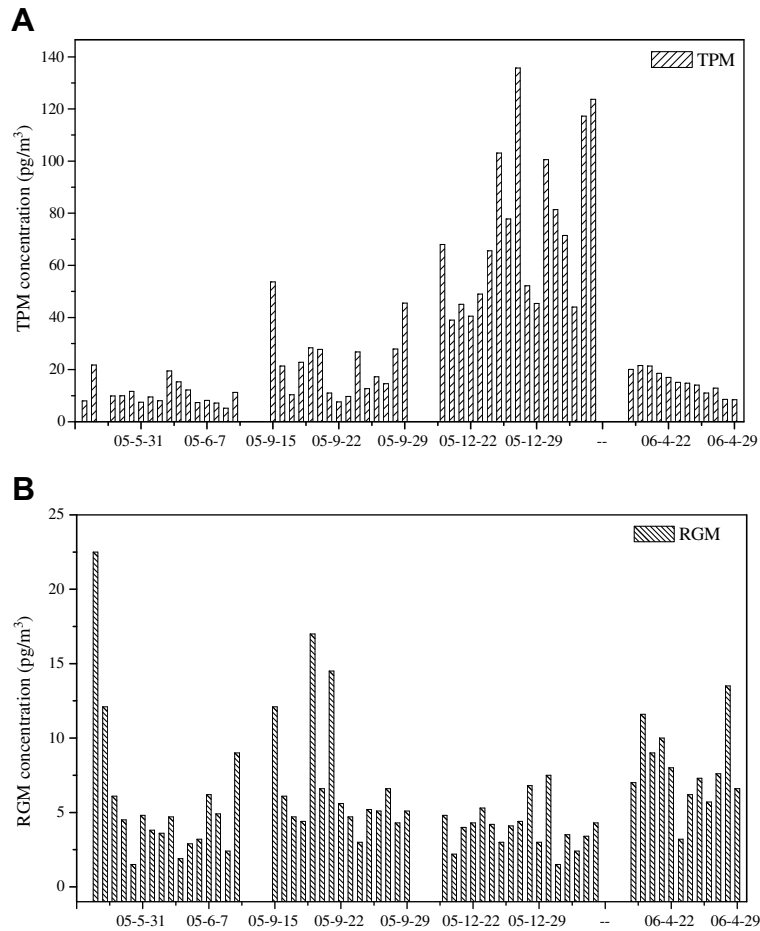 A
TPM
TPM concentration (pg/m³)
140
120
100
80
60
40
20
0
05-5-31 05-6-7 05-9-15 05-9-22 05-9-29 05-12-22 05-12-29 -- 06-4-22 06-4-29
B
RGM
RGM concentration (pg/m³)
25
20
15
10
5
0
05-5-31 05-6-7 05-9-15 05-9-22 05-9-29 05-12-22 05-12-29 -- 06-4-22 06-4-29